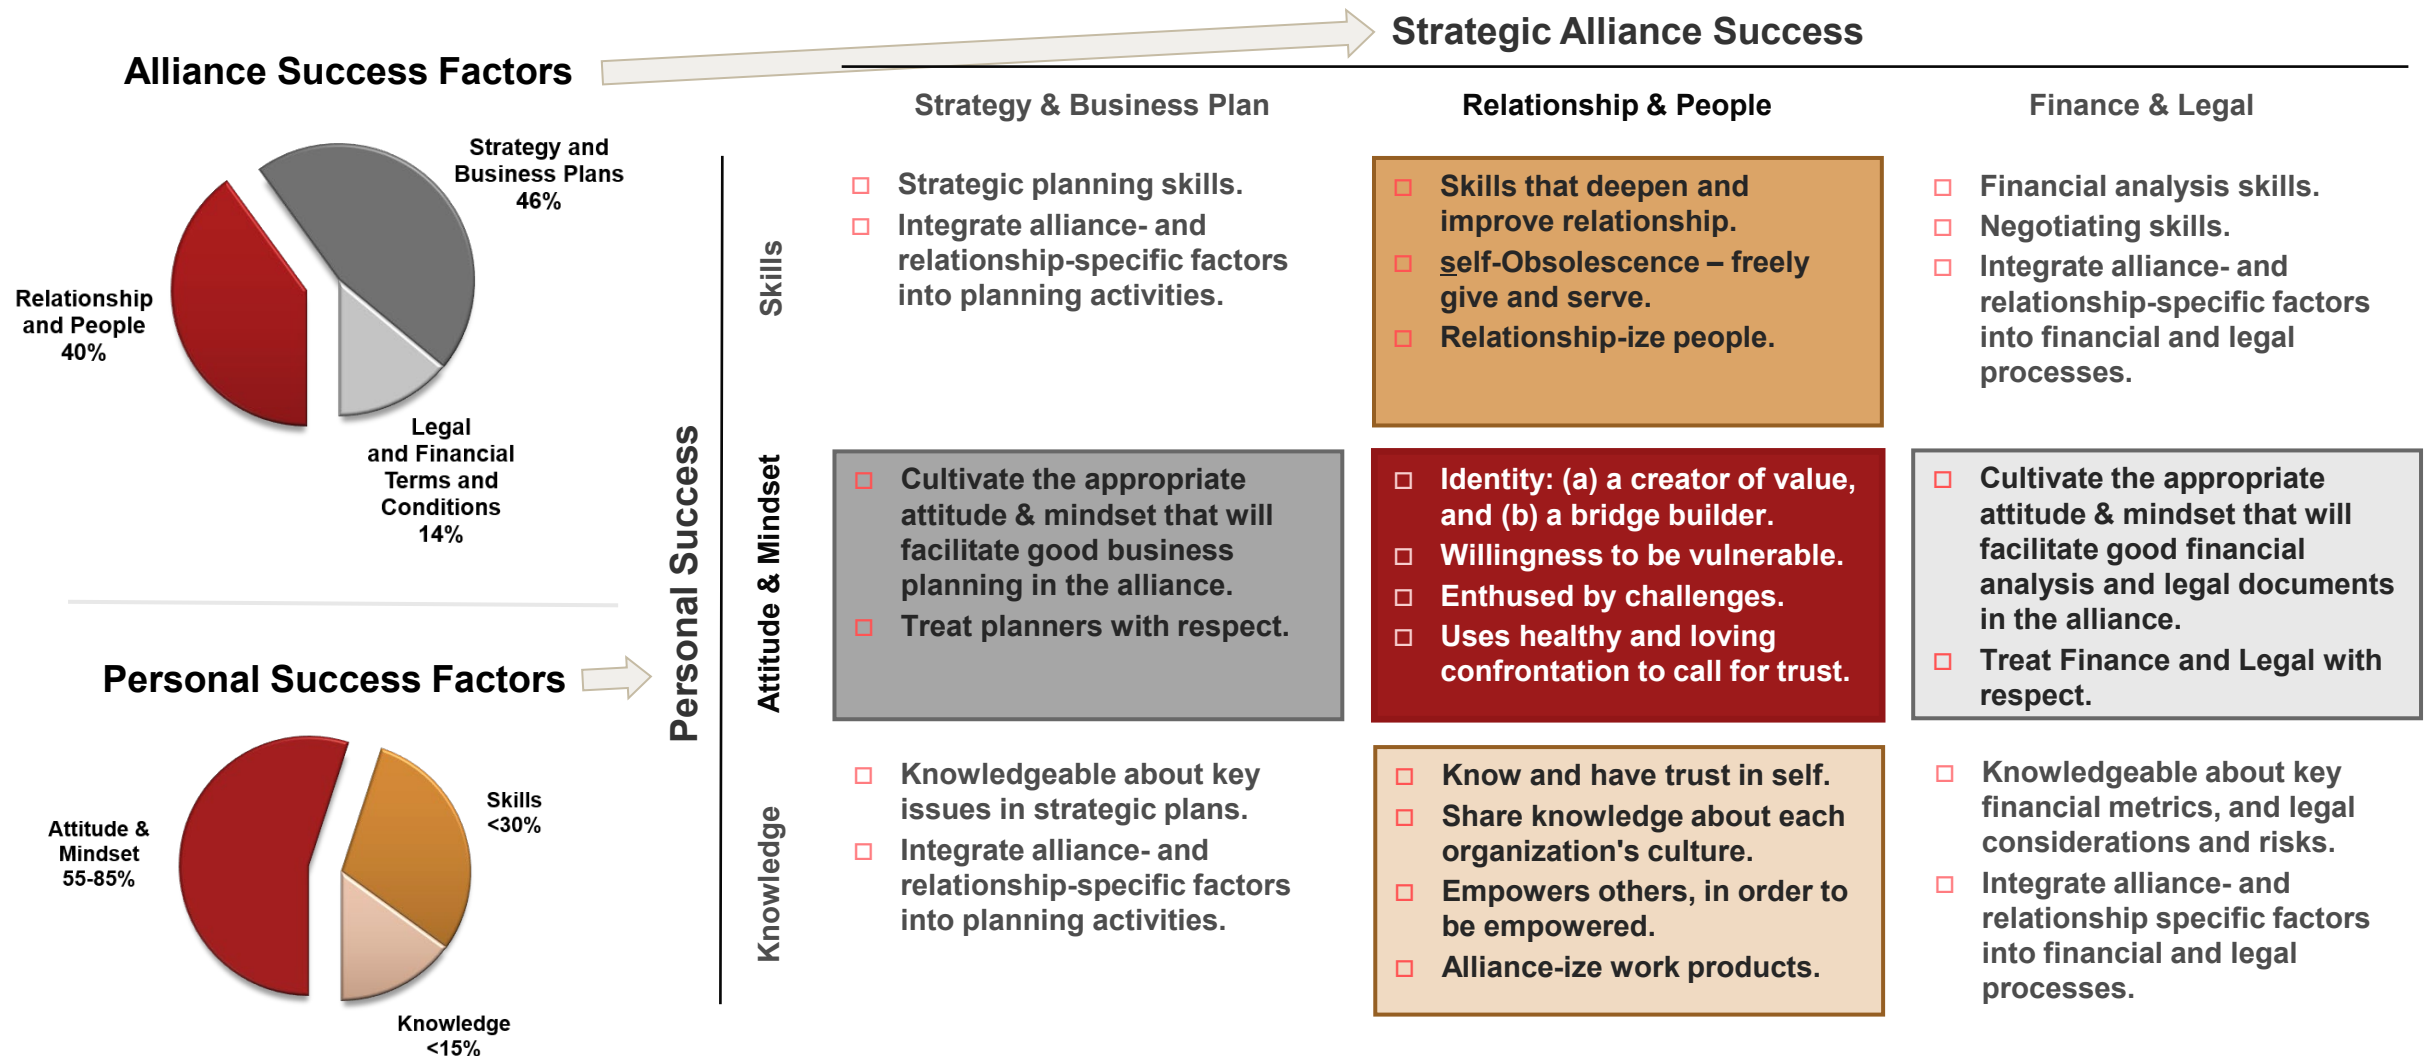 Strategic Alliance Success
Alliance Success Factors
Strategy and
Business Plans
46%
Relationship
and People
40%
Legal
and Financial
Terms and
Conditions
14%
Personal Success Factors
Attitude &
Mindset
55-85%
Skills
<30%
Knowledge
<15%
Personal Success
Strategy & Business Plan
Relationship & People
Finance & Legal
Skills
Strategic planning skills.
Integrate alliance- and
relationship-specific factors
into planning activities.
Skills that deepen and
improve relationship.
self-Obsolescence – freely
give and serve.
Relationship-ize people.
Financial analysis skills.
Negotiating skills.
Integrate alliance- and
relationship-specific factors
into financial and legal
processes.
Attitude & Mindset
Cultivate the appropriate
attitude & mindset that will
facilitate good business
planning in the alliance.
Treat planners with respect.
Identity: (a) a creator of value,
and (b) a bridge builder.
Willingness to be vulnerable.
Enthused by challenges.
Uses healthy and loving
confrontation to call for trust.
Cultivate the appropriate
attitude & mindset that will
facilitate good financial
analysis and legal documents
in the alliance.
Treat Finance and Legal with
respect.
Knowledge
Knowledgeable about key
issues in strategic plans.
Integrate alliance- and
relationship-specific factors
into planning activities.
Know and have trust in self.
Share knowledge about each
organization's culture.
Empowers others, in order to
be empowered.
Alliance-ize work products.
Knowledgeable about key
financial metrics, and legal
considerations and risks.
Integrate alliance- and
relationship specific factors
into financial and legal
processes.